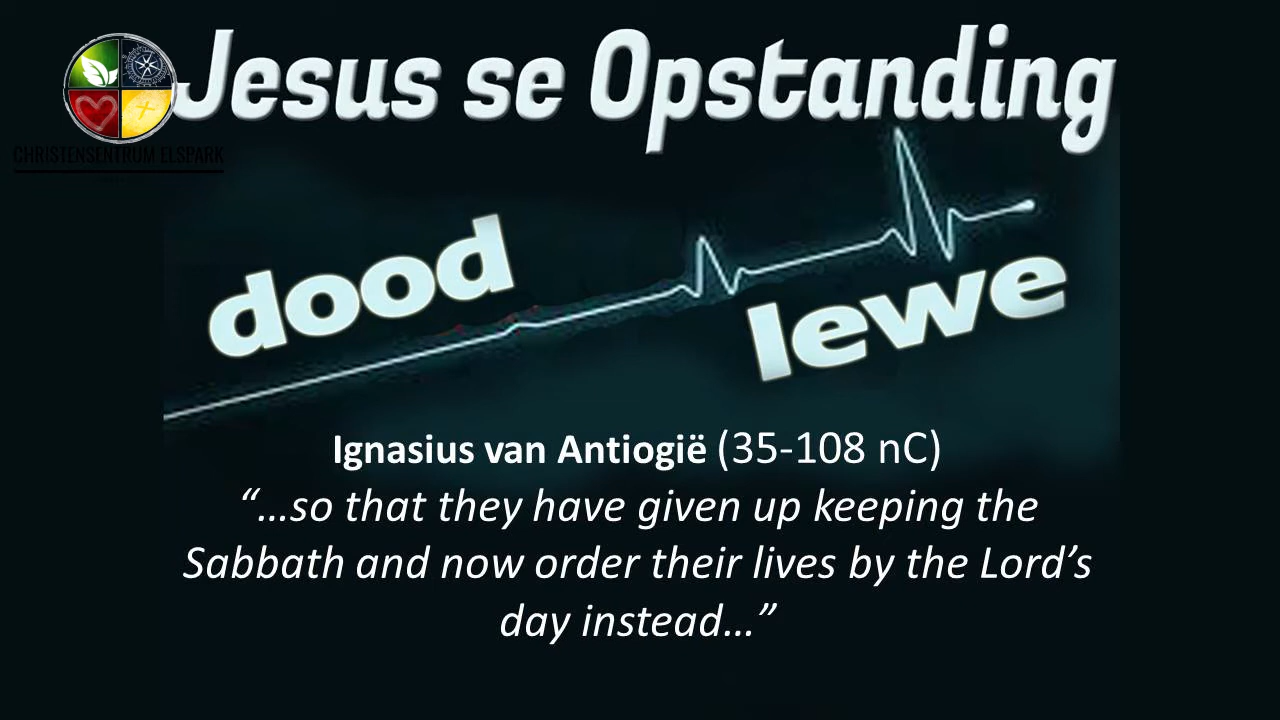 Jesus se Opstanding
CHRISTENSENTRUM ELSPARK
dood
lewe
Ignasius van Antiogië (35-108 nC)
“…so that they have given up keeping the
Sabbath and now order their lives by the Lord’s
day instead…”